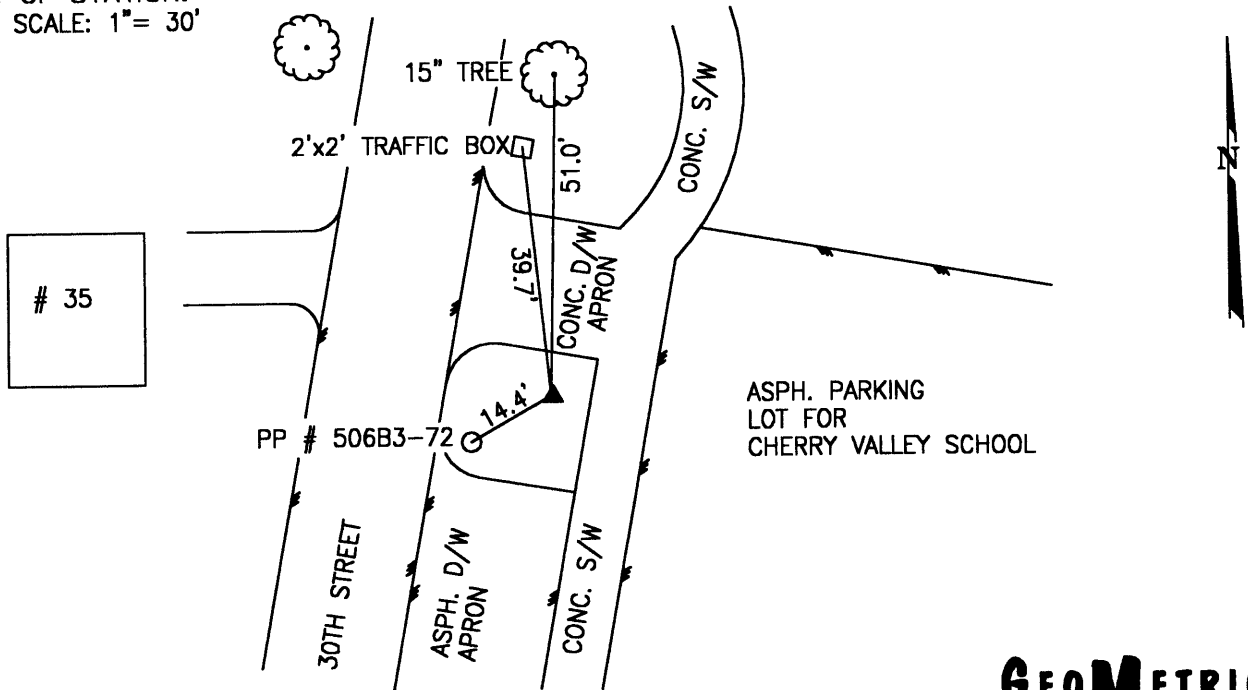 SCALE: 1"= 30'
15" TREE
2'x2' TRAFFIC BOX
51.0'
CONC. S/W
N
39.7'
CONC. D/W
APRON
# 35
14.4'
PP # 506B3-72
ASPH. PARKING
LOT FOR
CHERRY VALLEY SCHOOL
30TH STREET
ASPH. D/W
APRON
CONC. S/W